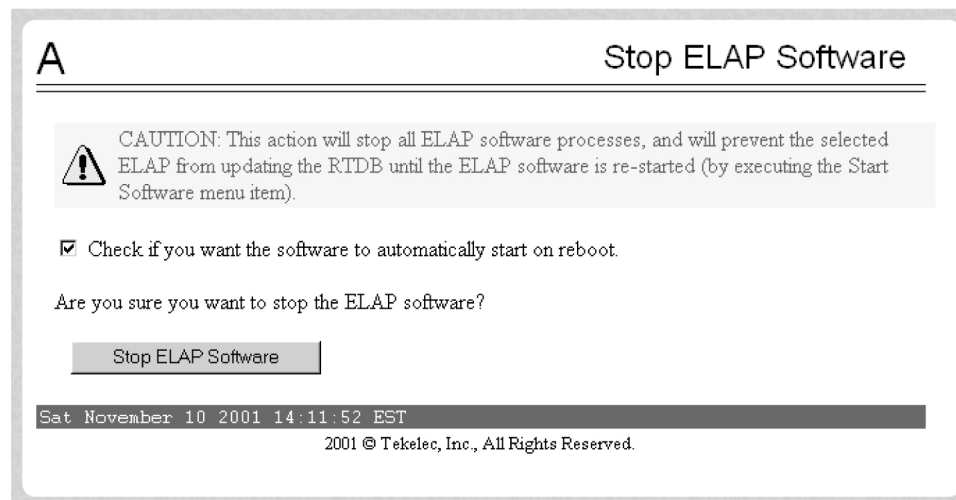 A
Stop ELAP Software
CAUTION: This action will stop all ELAP software processes, and will prevent the selected
ELAP from updating the RTDB until the ELAP software is re-started (by executing the Start
Software menu item).
Check if you want the software to automatically start on reboot.
Are you sure you want to stop the ELAP software?
Stop ELAP Software
Sat November 10 2001 14:11:52 EST
2001 © Tekelec, Inc., All Rights Reserved.